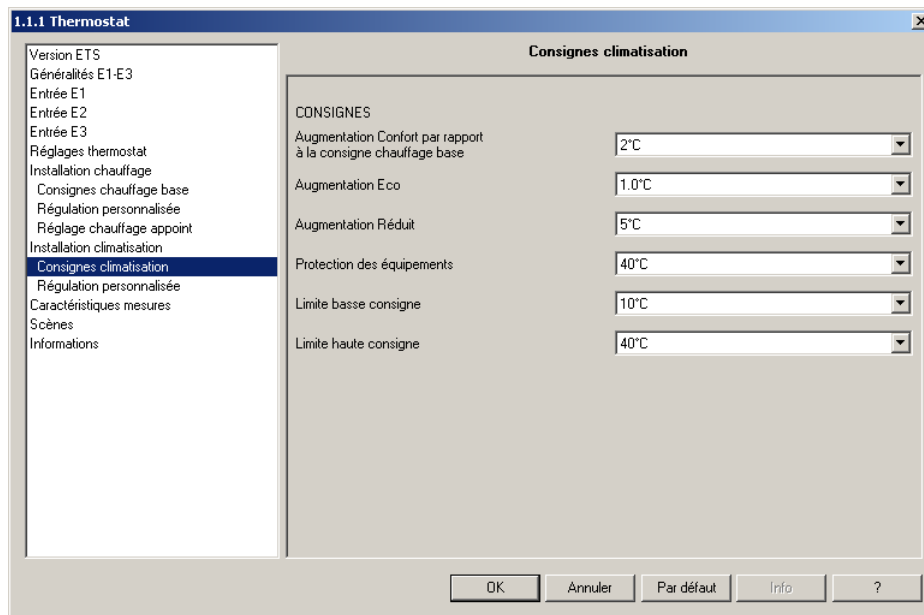 1.1.1 Thermostat
Version ETS
Généralités E1-E3
Entrée E1
Entrée E2
Entrée E3
Réglages thermostat
Installation chauffage
Consignes chauffage base
Régulation personnalisée
Réglage chauffage appoint
Installation climatisation
Consignes climatisation
Régulation personnalisée
Caractéristiques mesures
Scènes
Informations
Consignes climatisation
CONSIGNES
Augmentation Confort par rapport
à la consigne chauffage base
2°C
Augmentation Eco
1.0°C
Augmentation Réduit
5°C
Protection des équipements
40°C
Limite basse consigne
10°C
Limite haute consigne
40°C
OK
Annuler
Par défaut
Info
?